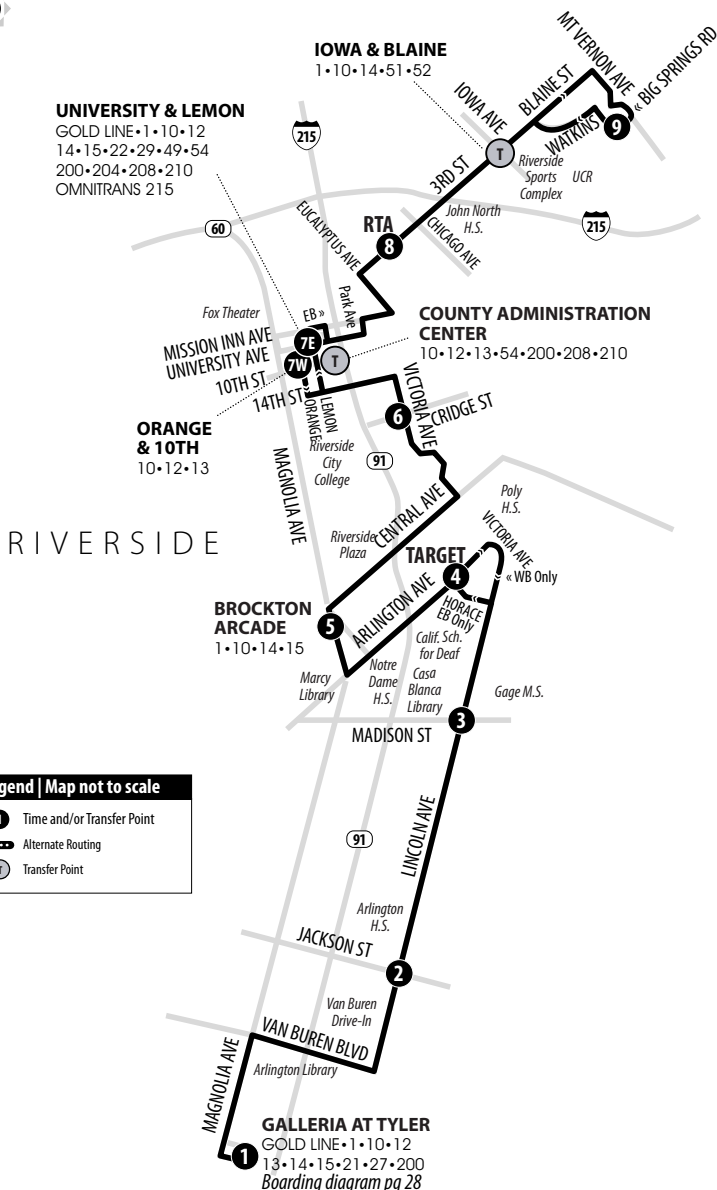 MT VERNON AVE
« BIG SPRINGS RD
BLAINE ST
IOWA & BLAINE
1•10•14•51•52
IOWA AVE
WATKINS
9
UNIVERSITY & LEMON
GOLD LINE•1•10•12
14•15•22•29•49•54
200•204•208•210
OMNITRANS 215
215
T
3RD ST
Riverside
Sports
Complex
UCR
John North
H.S.
CHICAGO AVE
215
RTA
8
EUCALYPTUS AVE
60
Fox Theater
EB »
Park Ave
MISSION INN AVE
UNIVERSITY AVE
10TH ST
14TH ST
7E
7W
T
COUNTY ADMINISTRATION
CENTER
10•12•13•54•200•208•210
ORANGE
& 10TH
10•12•13
ORANGE
LEMON
VICTORIA AVE
6
CRIDGE ST
Riverside
City
College
91
MAGNOLIA AVE
RIVERSIDE
CENTRAL AVE
Riverside
Plaza
Poly
H.S.
VICTORIA AVE
TARGET
4
« WB Only
ARLINGTON AVE
HORACE
EB Only
BROCKTON
ARCADE
1•10•14•15
5
Calif. Sch.
for Deaf
Marcy
Library
Notre
Dame
H.S.
Casa
Blanca
Library
Gage M.S.
3
MADISON ST
gend | Map not to scale
Time and/or Transfer Point
Alternate Routing
T
Transfer Point
91
LINCOLN AVE
Arlington
H.S.
JACKSON ST
2
Van Buren
Drive-In
VAN BUREN BLVD
Arlington Library
MAGNOLIA AVE
1
GALLERIA AT TYLER
GOLD LINE•1•10•12
13•14•15•21•27•200
Boarding diagram pg 28